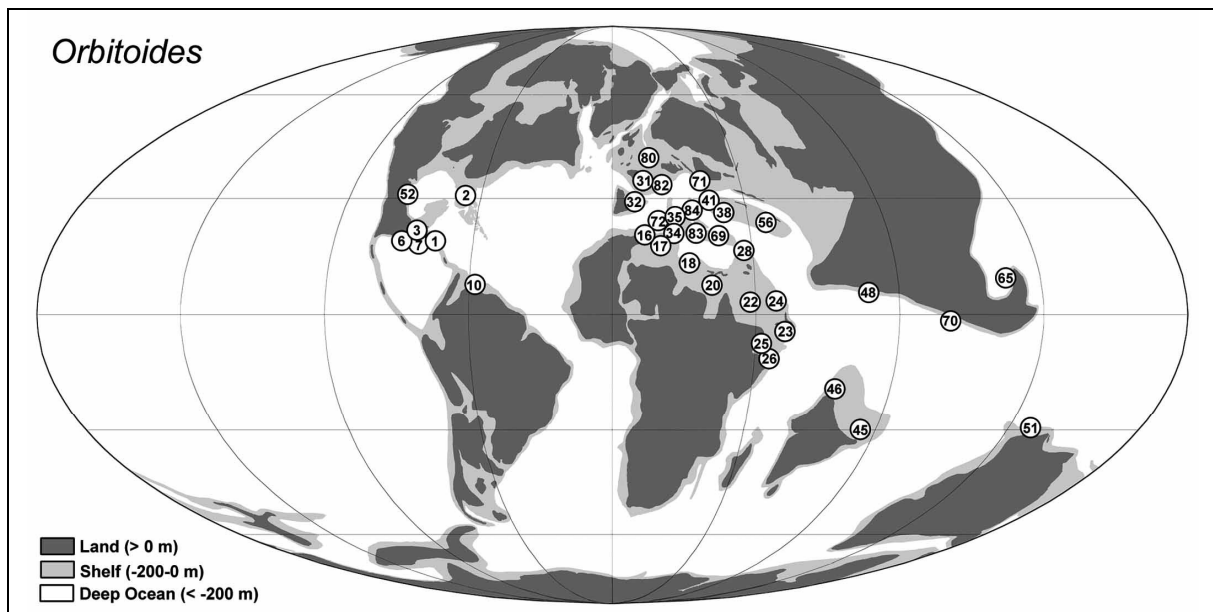 Orbitoides
80
31 82 71
52 2 32 41
84 38
35
72 56
3 34 83 69
6 7 1 16
17 28
18
10 20 65
48
22 24
70
23
25
26
46
45 51
Land (> 0 m)
Shelf (-200-0 m)
Deep Ocean (< -200 m)